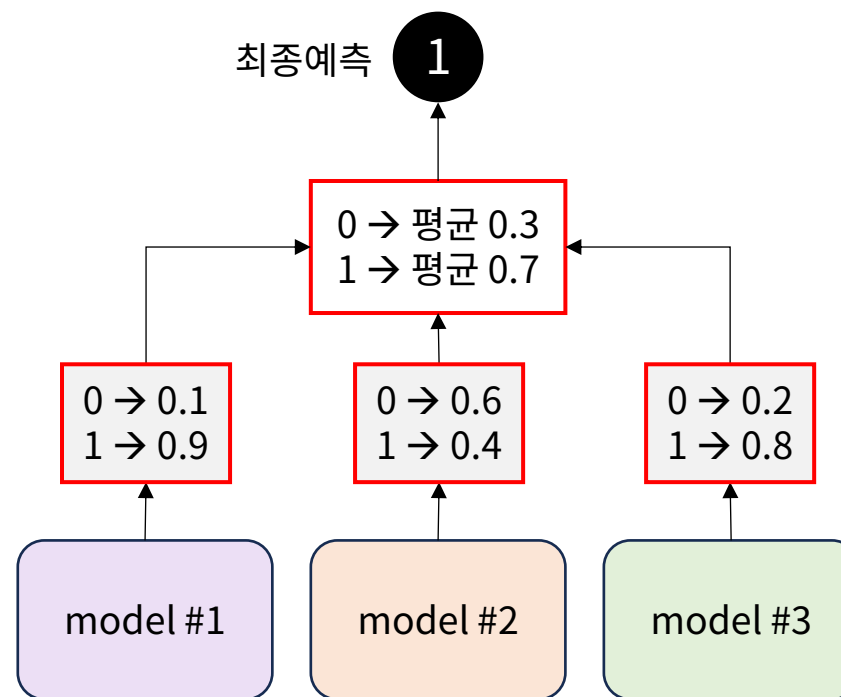 최종예측 1
0 → 평균 0.3
1 → 평균 0.7
0 → 0.1
1 → 0.9
0 → 0.6
1 → 0.4
0 → 0.2
1 → 0.8
model #1
model #2
model #3